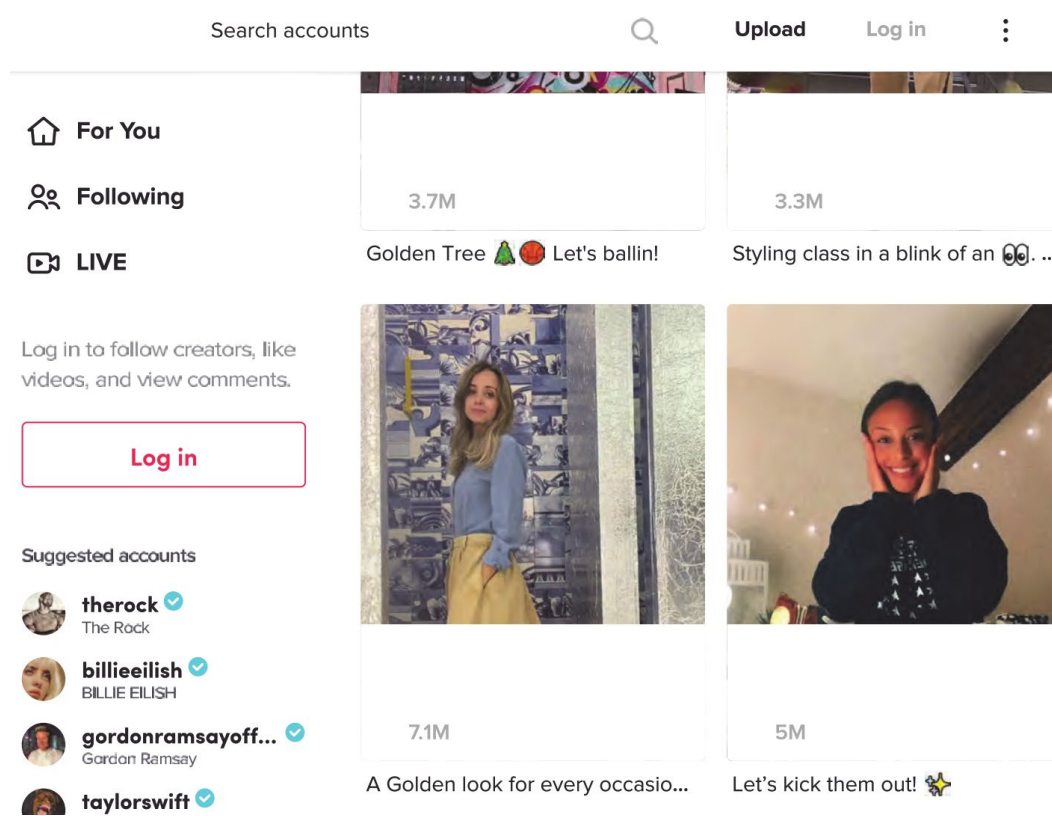 Search accounts
Upload
Log in
For You
Following
LIVE
Log in to follow creators, like
videos, and view comments.
Log in
Suggested accounts
therock
The Rock
billieeilish
BILLIE EILISH
gordonramsayoff...
Gordon Ramsay
taylorswift
3.7M
Golden Tree 🎄🏀 Let's ballin!
3.3M
Styling class in a blink of an 👀. ..
7.1M
A Golden look for every occasio...
5M
Let’s kick them out! ✨